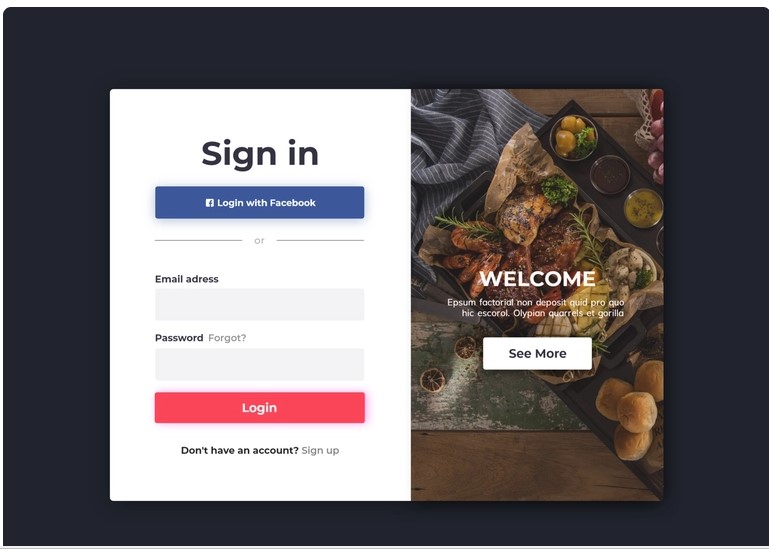 Sign in
Login with Facebook
or
Email adress
Password Forgot?
Login
Don't have an account? Sign up
WELCOME
Epsum factorial non deposit quid pro quo
hic escorol. Olypian quarrels et gorilla
See More